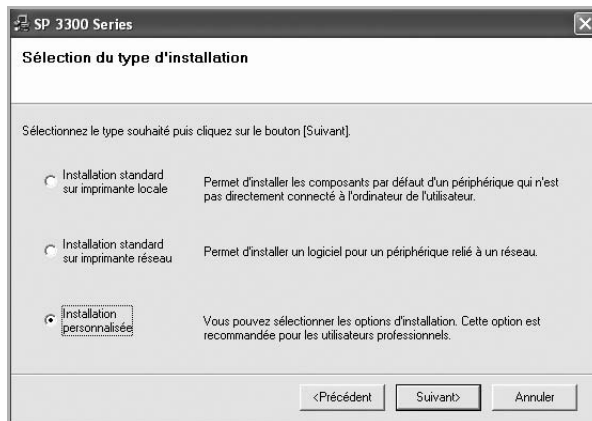 SP 3300 Series
Sélection du type d'installation
Sélectionnez le type souhaité puis cliquez sur le bouton [Suivant].
Installation standard
sur imprimante locale
Permet d'installer les composants par défaut d'un périphérique qui n'est
pas directement connecté à l'ordinateur de l'utilisateur.
Installation standard
sur imprimante réseau
Permet d'installer un logiciel pour un périphérique relié à un réseau.
Installation
personnalisée
Vous pouvez sélectionner les options d'installation. Cette option est
recommandée pour les utilisateurs professionnels.
<Précédent
Suivant>
Annuler